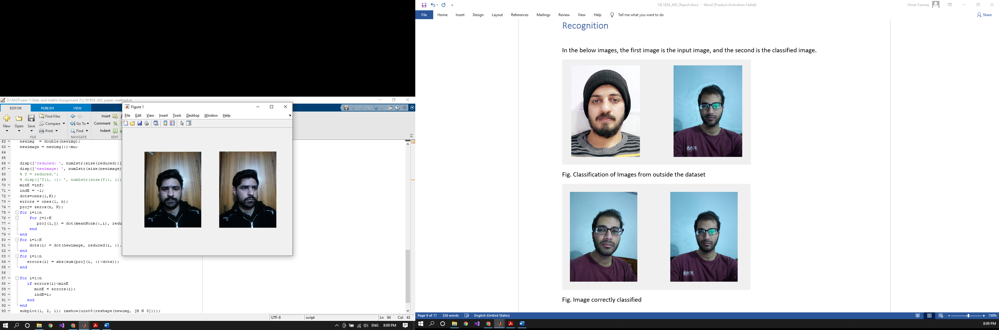 D:\FAST\sem 1\Stats and maths\Assignment 2\L191854_A02_paper_method.m
EDITOR PUBLISH VIEW
New Open Save
Find Files
Compare
Print
Go To
Find
Insert
Comment
Indent
FILE NAVIGATE EDIT
62 newimg = double(newimg);
63 newimage = newimg(:)-mu;
64
65
66 disp(['reduced: ', num2str(size(reduced))]
67 disp(['newimage: ', num2str(size(newimage)
68 % Y = reduced.';
69 % disp(['Y(i, :): ', num2str(size(Y(:, 1))
70 minE =inf;
71 indE = -1;
72 dots=ones(1,K);
73 errors = ones(1, n);
74 proj= zeros(n, K);
75 for i=1:n
76 for j=1:K
77 proj(i,j) = dot(meanNorm(:,i), redu
78 end
79 end
80 for i=1:K
81 dots(i) = dot(newimage, reduced(i, :).
82 end
83 for i=1:n
84 errors(i) = abs(sum(proj(i, :)-dots));
85 end
86
87 for i=1:n
88 if errors(i)<minE
89 minE = errors(i);
90 indE=i;
91 end
92 end
93 subplot(1, 2, 1); imshow(uint8(reshape(newimg, [M N 3])));
UTF-8 script Ln 84 Col 43
ENG 8:09 PM
Figure 1
File Edit View Insert Tools Desktop Window Help
19L1854_A02_Report.docx - Word (Product Activation Failed)
Omar Farooq
File Home Insert Design Layout References Mailings Review View Help Tell me what you want to do
Share
Recognition
In the below images, the first image is the input image, and the second is the classified image.
Fig. Classification of Images from outside the dataset
Fig. Image correctly classified
Page 9 of 17 526 words English (United States)
150%
8:09 PM